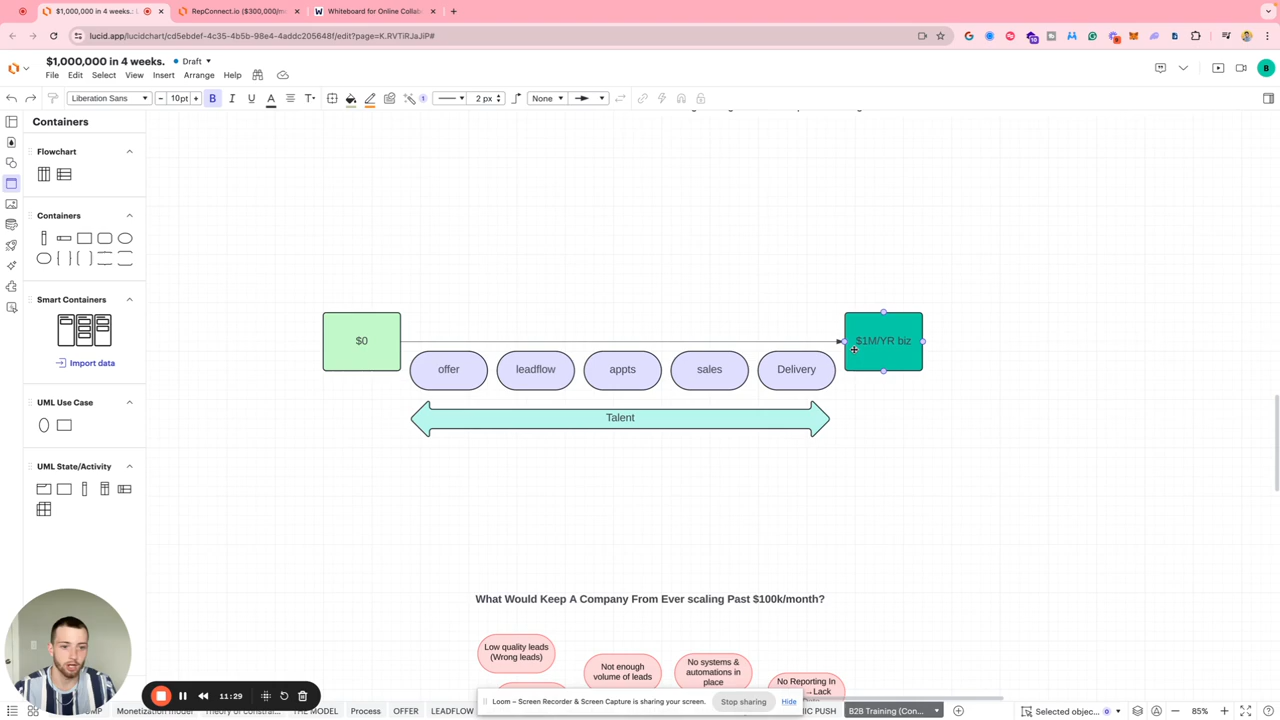 $1,000,000 in 4 weeks.:
RepConnect.io ($300,000/m
Whiteboard for Online Collab
lucid.app/lucidchart/cd5ebdef-4c35-4b5b-98e4-4addc205648f/edit?page=K.RVTiRJaJiP#
$1,000,000 in 4 weeks.
Draft
File
Edit
Select
View
Insert
Arrange
Help
B
Liberation Sans
10pt
B
I
U
A
T
1
2 px
None
Containers
Flowchart
Containers
Smart Containers
Import data
UML Use Case
UML State/Activity
$0
$1M/YR biz
offer
leadflow
appts
sales
Delivery
Talent
What Would Keep A Company From Ever scaling Past $100k/month?
Low quality leads
(Wrong leads)
Not enough
volume of leads
No systems &
automations in
place
No Reporting In
→Lack
11:29
Loom – Screen Recorder & Screen Capture is sharing your screen.
Stop sharing
Hide
Monetization model
THE MODEL
Process
OFFER
LEADFLOW
PUSH
B2B Training (Con...
Selected objec...
0
85%